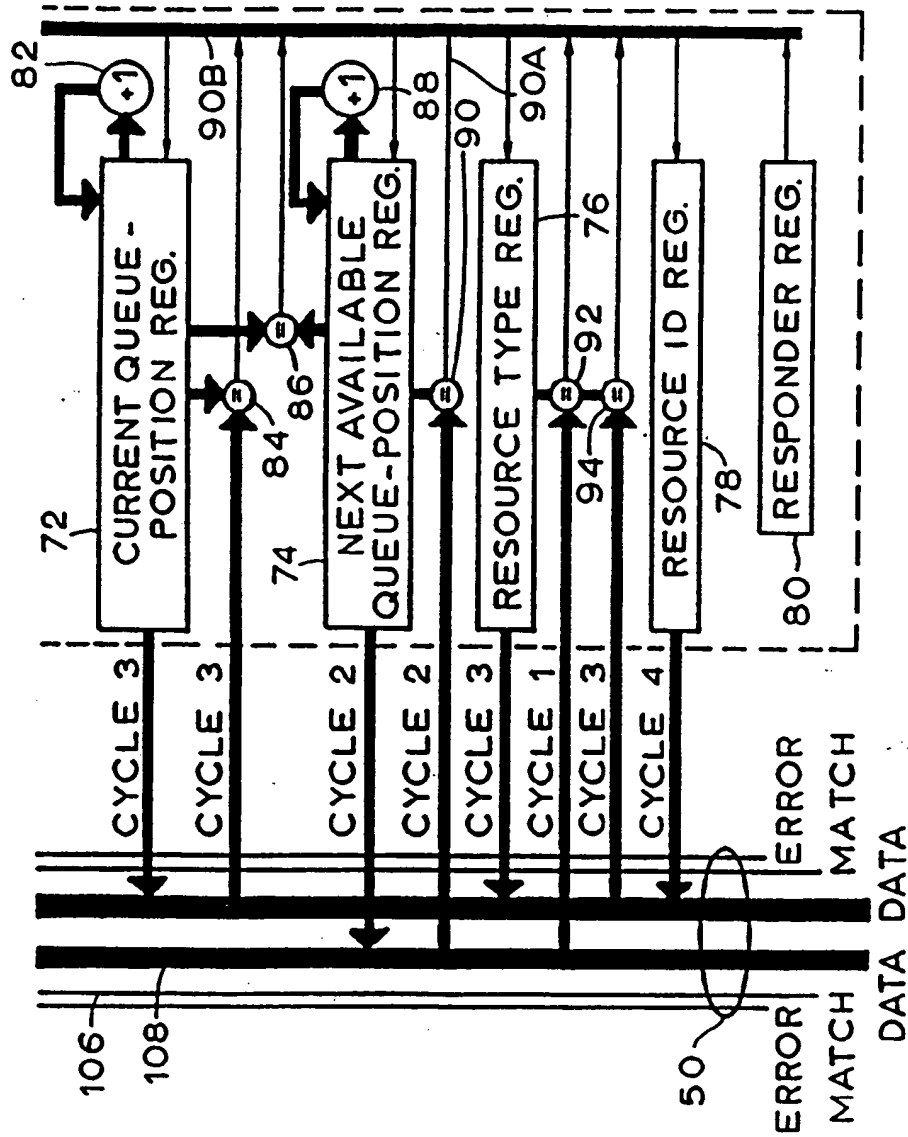 82
+1
72
CURRENT QUEUE -
POSITION REG.
CYCLE 3
90B
=
84
CYCLE 3
=
86
+1
88
74
NEXT AVAILABLE
QUEUE-POSITION REG.
CYCLE 2
90
=
CYCLE 2
90A
RESOURCE TYPE REG.
CYCLE 3
76
=
92
CYCLE 1
=
94
CYCLE 3
RESOURCE ID REG.
CYCLE 4
78
RESPONDER REG.
80
106
108
50
ERROR
MATCH
DATA
DATA
MATCH
ERROR